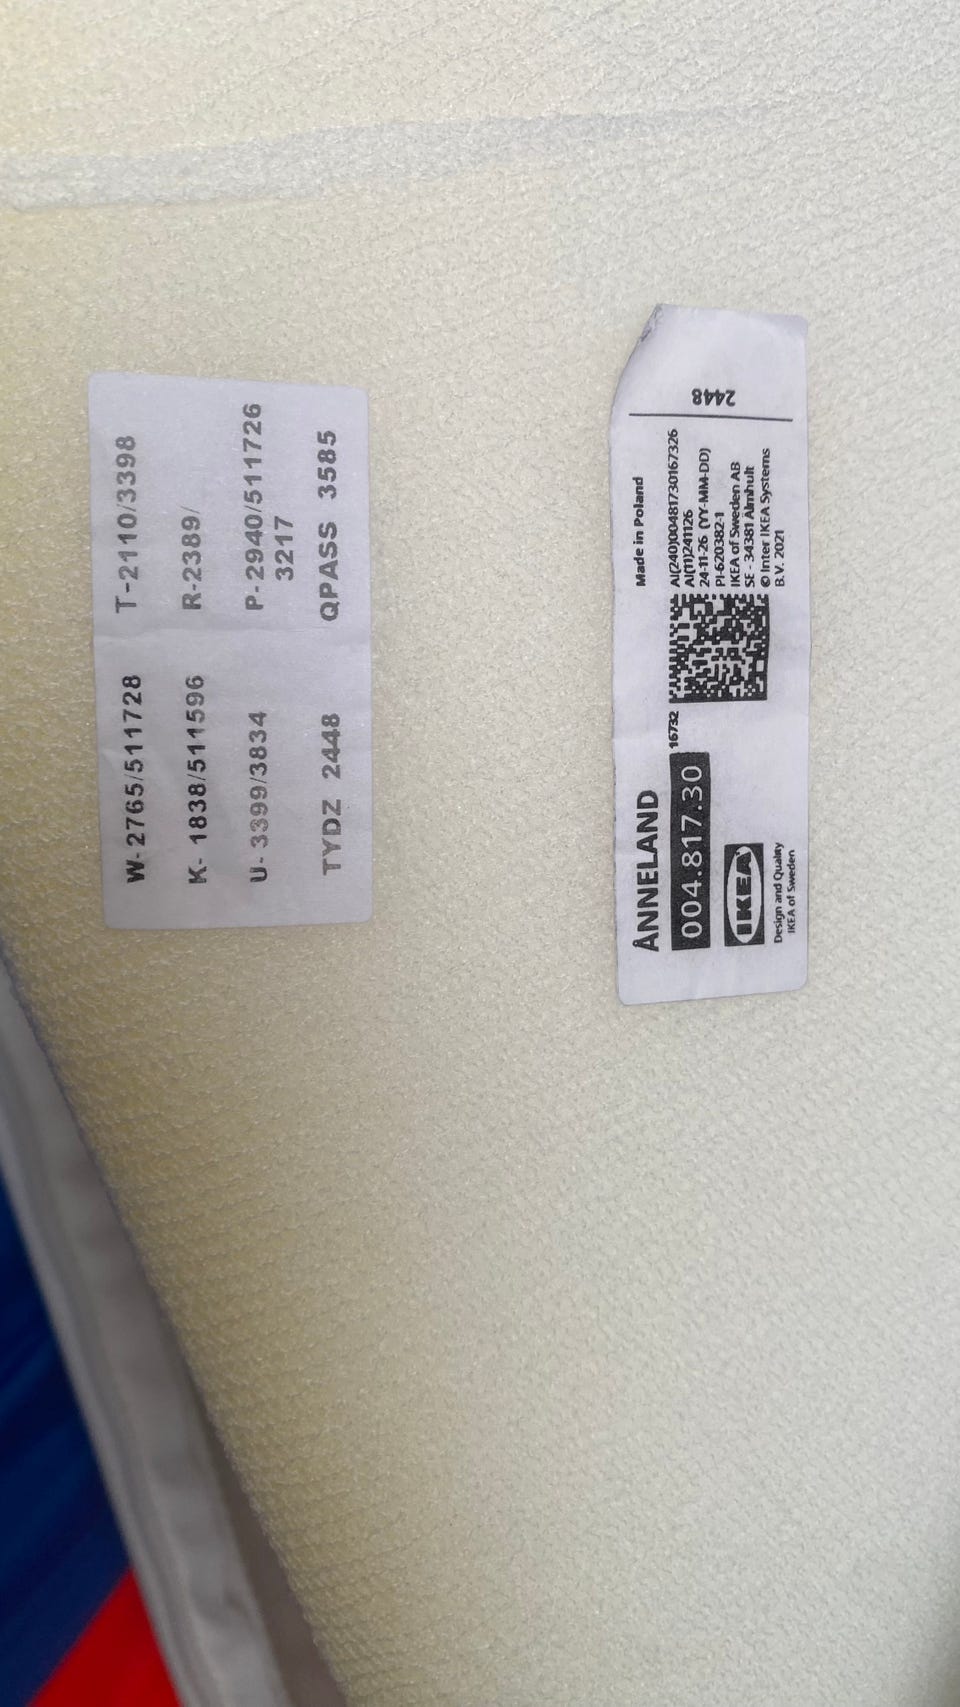 W-2765/511728 T-2110/3398
K- 1838/511596 R-2389/
U- 3399/3834 P-2940/511726
3217
TYDZ 2448 QPASS 3585
ÅNNELAND
004.817.30
IKEA
Design and Quality
IKEA of Sweden
16732
Made in Poland
AI(240)00481730167326
AI(11)241126
24-11-26 (YY-MM-DD)
PI-620382-1
IKEA of Sweden AB
SE - 34381 Älmhult
© Inter IKEA Systems
B.V. 2021
2448